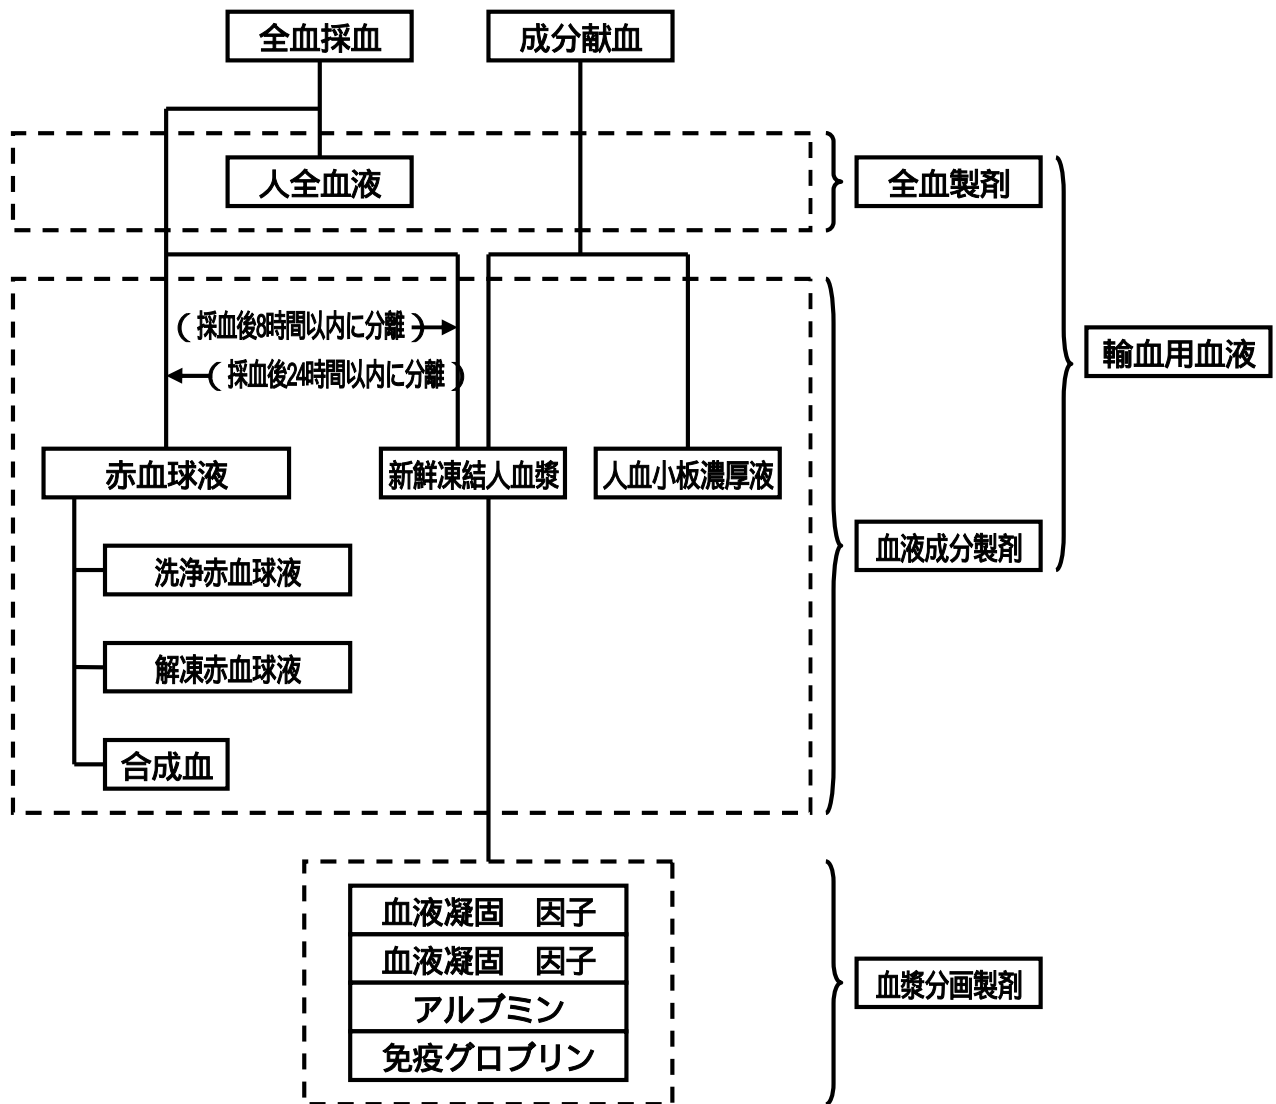 全血採血
成分献血
人全血液
全血製剤
（採血後8時間以内に分離）
（採血後24時間以内に分離）
輸血用血液
赤血球液
新鮮凍結人血漿
人血小板濃厚液
血液成分製剤
洗浄赤血球液
解凍赤血球液
合成血
血液凝固　因子
血液凝固　因子
アルブミン
免疫グロブリン
血漿分画製剤